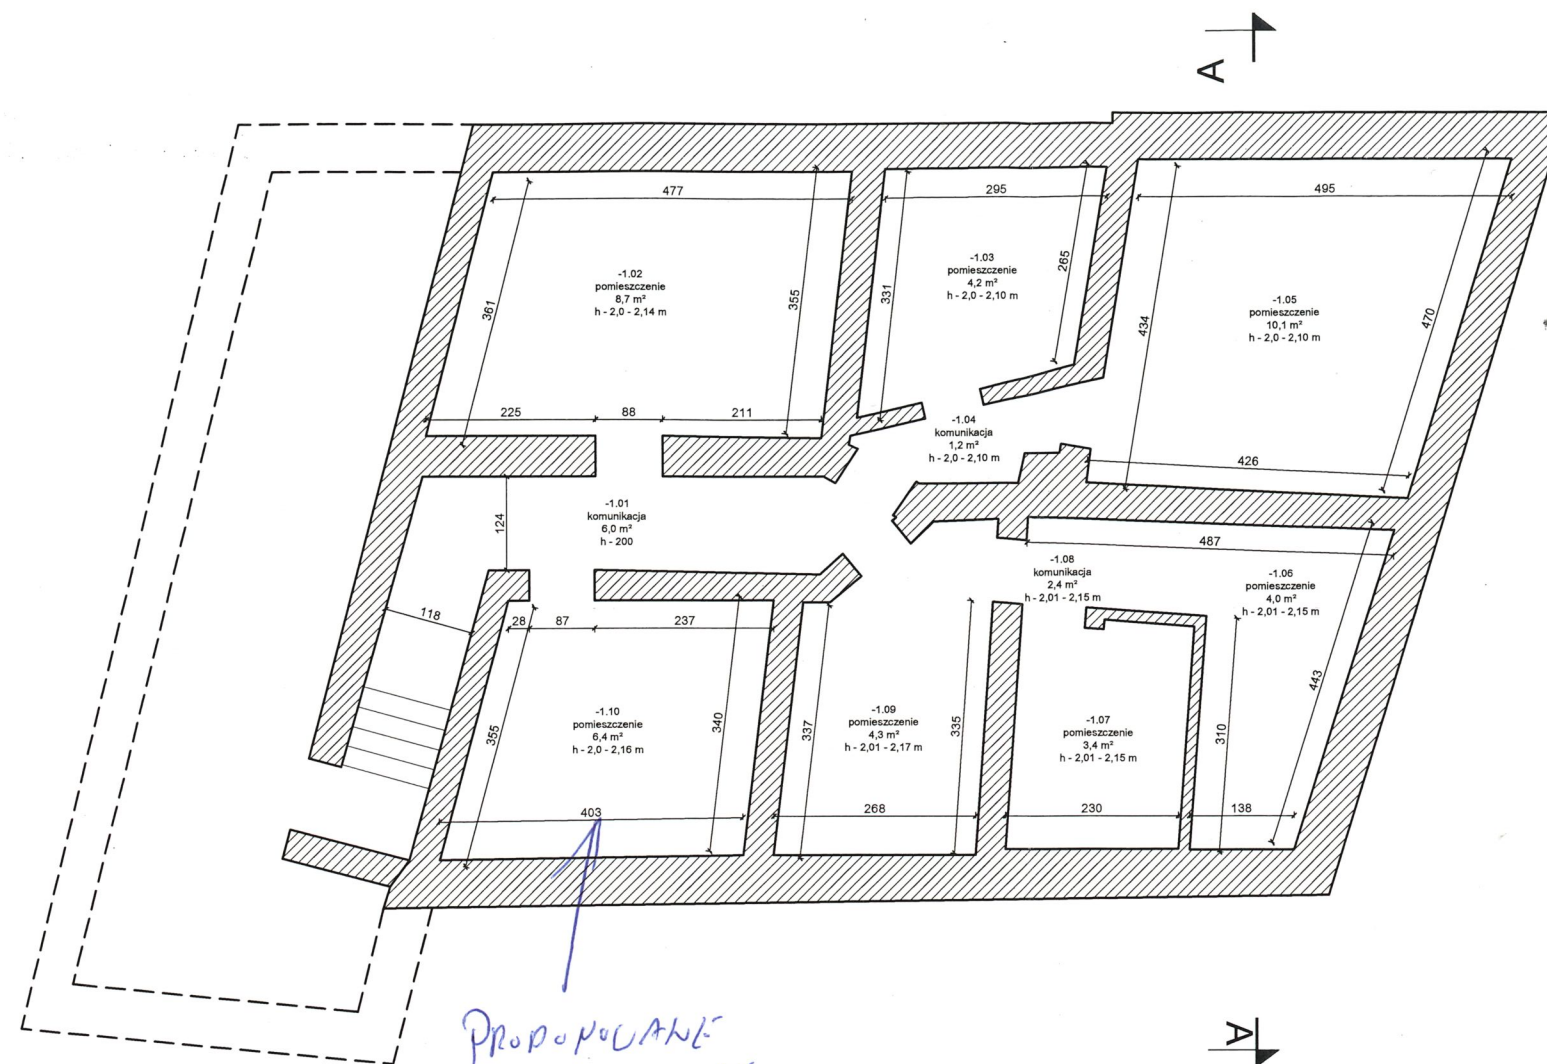 A
477
295
495
361
355
331
265
434
470
-1.02
pomieszczenie
8,7 m²
h - 2,0 - 2,14 m
-1.03
pomieszczenie
4,2 m²
h - 2,0 - 2,10 m
-1.05
pomieszczenie
10,1 m²
h - 2,0 - 2,10 m
225
88
211
-1.04
komunikacja
1,2 m²
h - 2,0 - 2,10 m
426
-1.01
komunikacja
6,0 m²
h - 200
124
487
-1.08
komunikacja
2,4 m²
h - 2,01 - 2,15 m
-1.06
pomieszczenie
4,0 m²
h - 2,01 - 2,15 m
118
28
87
237
355
340
337
335
310
443
-1.10
pomieszczenie
6,4 m²
h - 2,0 - 2,16 m
-1.09
pomieszczenie
4,3 m²
h - 2,01 - 2,17 m
-1.07
pomieszczenie
3,4 m²
h - 2,01 - 2,15 m
403
268
230
138
PROPONOWANE
A